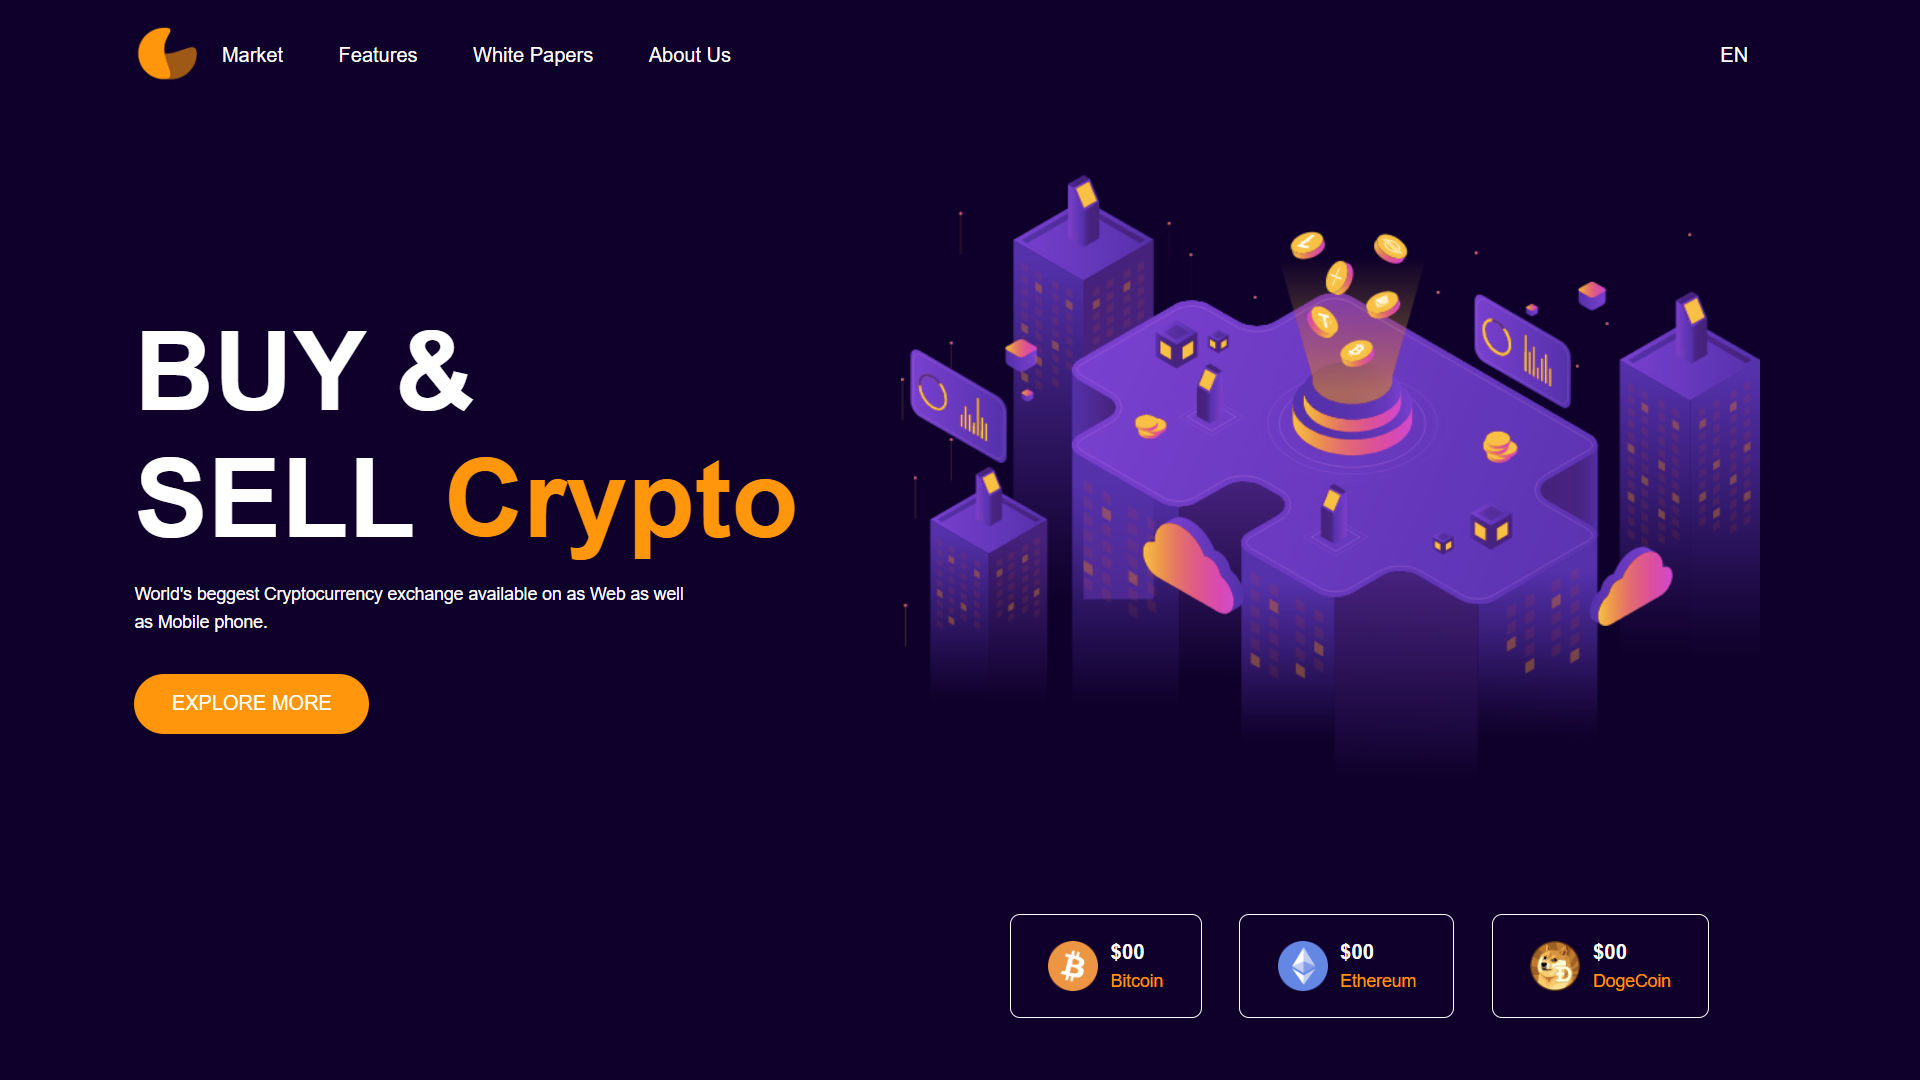 Market Features White Papers About Us EN
BUY &
SELL Crypto
World's beggest Cryptocurrency exchange available on as Web as well
as Mobile phone.
EXPLORE MORE
$00
Bitcoin
$00
Ethereum
$00
DogeCoin